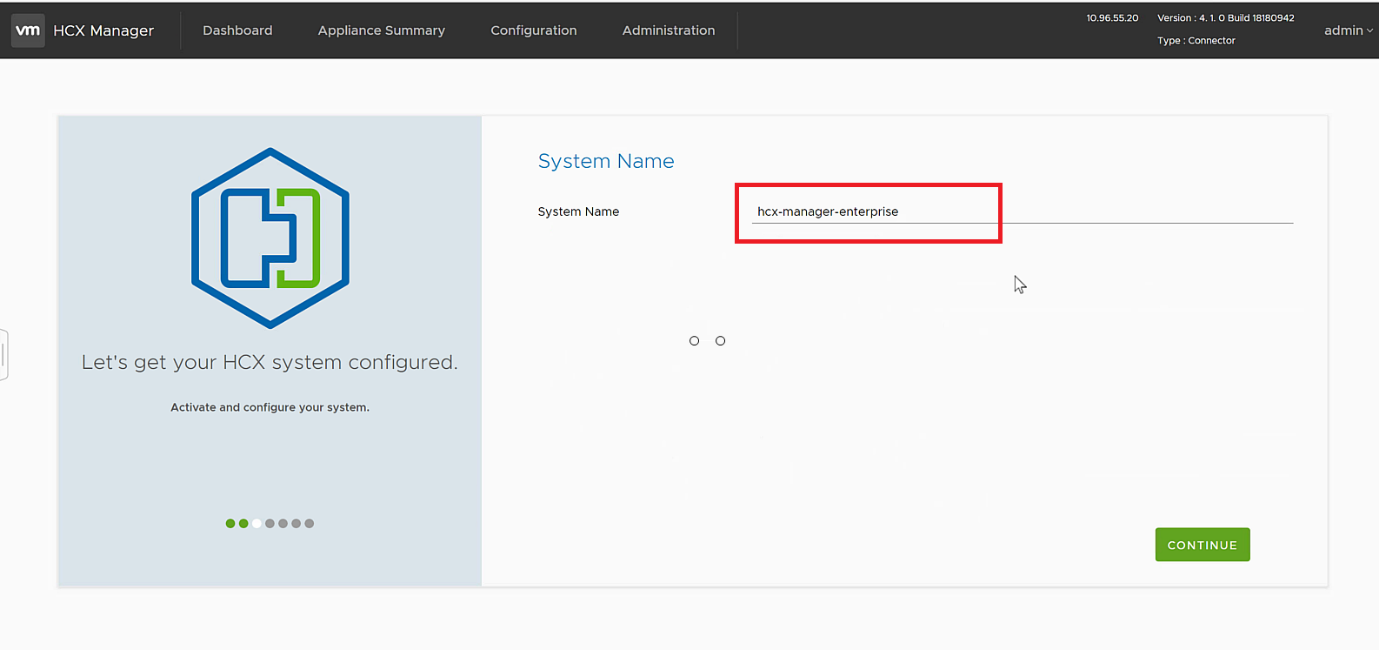 vm HCX Manager Dashboard Appliance Summary Configuration Administration 10.96.55.20 Version : 4. 1. 0 Build 18180942 admin
Type : Connector
System Name
System Name hcx-manager-enterprise
Let's get your HCX system configured.
Activate and configure your system.
CONTINUE